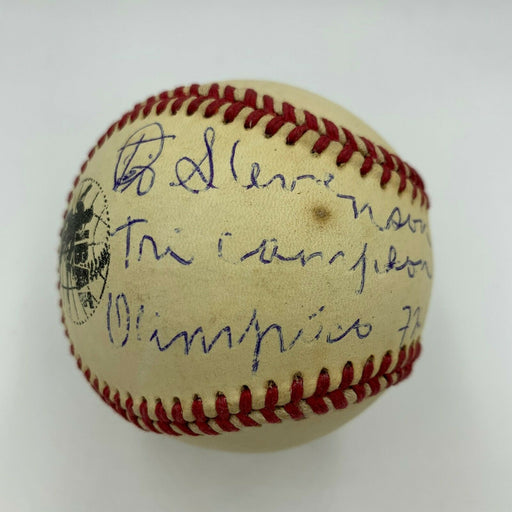 Stevenson
Tri campeon
Olimpico 72